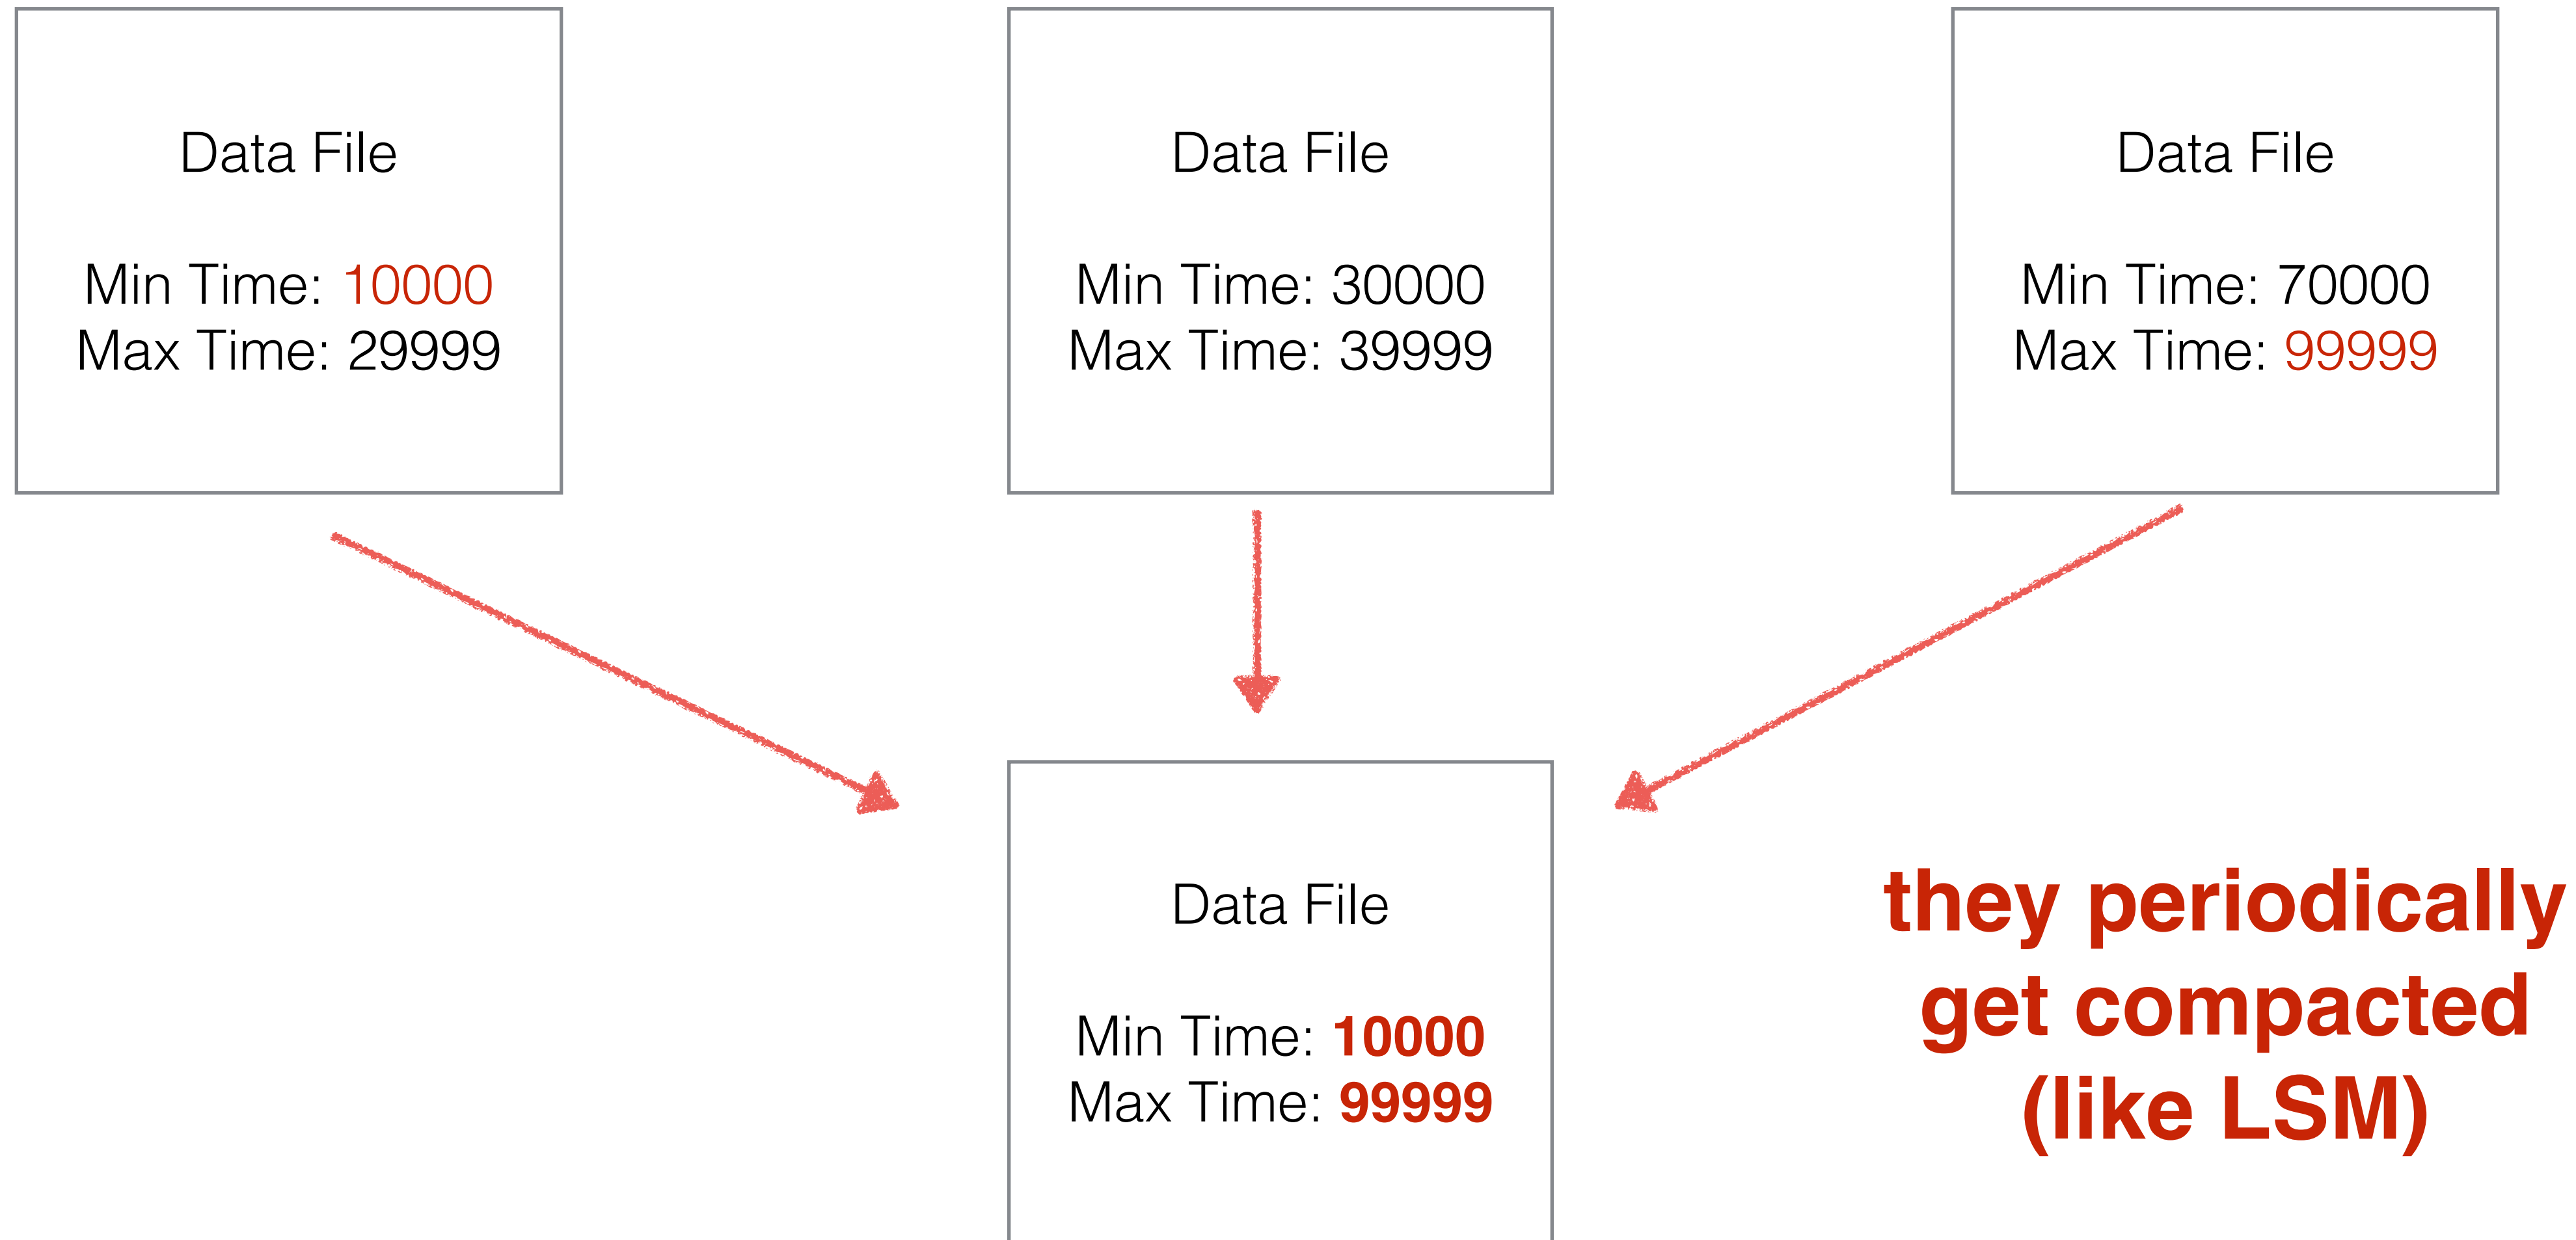 Data File
Min Time: 10000
Max Time: 29999
Data File
Min Time: 30000
Max Time: 39999
Data File
Min Time: 70000
Max Time: 99999
Data File
Min Time: 10000
Max Time: 99999
they periodically
get compacted
(like LSM)